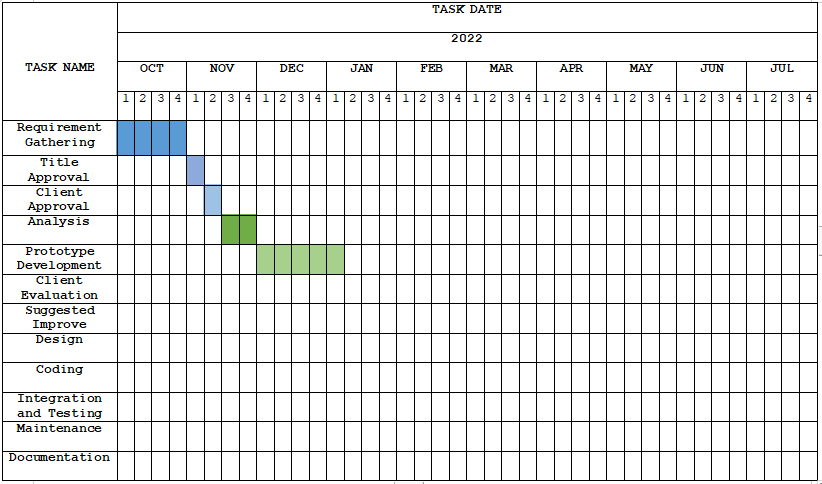 TASK DATE
2022
TASK NAME
OCT NOV DEC JAN FEB MAR APR MAY JUN JUL
1 2 3 4 1 2 3 4 1 2 3 4 1 2 3 4 1 2 3 4 1 2 3 4 1 2 3 4 1 2 3 4 1 2 3 4 1 2 3 4
Requirement
Gathering
Title
Approval
Client
Approval
Analysis
Prototype
Development
Client
Evaluation
Suggested
Improve
Design
Coding
Integration
and Testing
Maintenance
Documentation